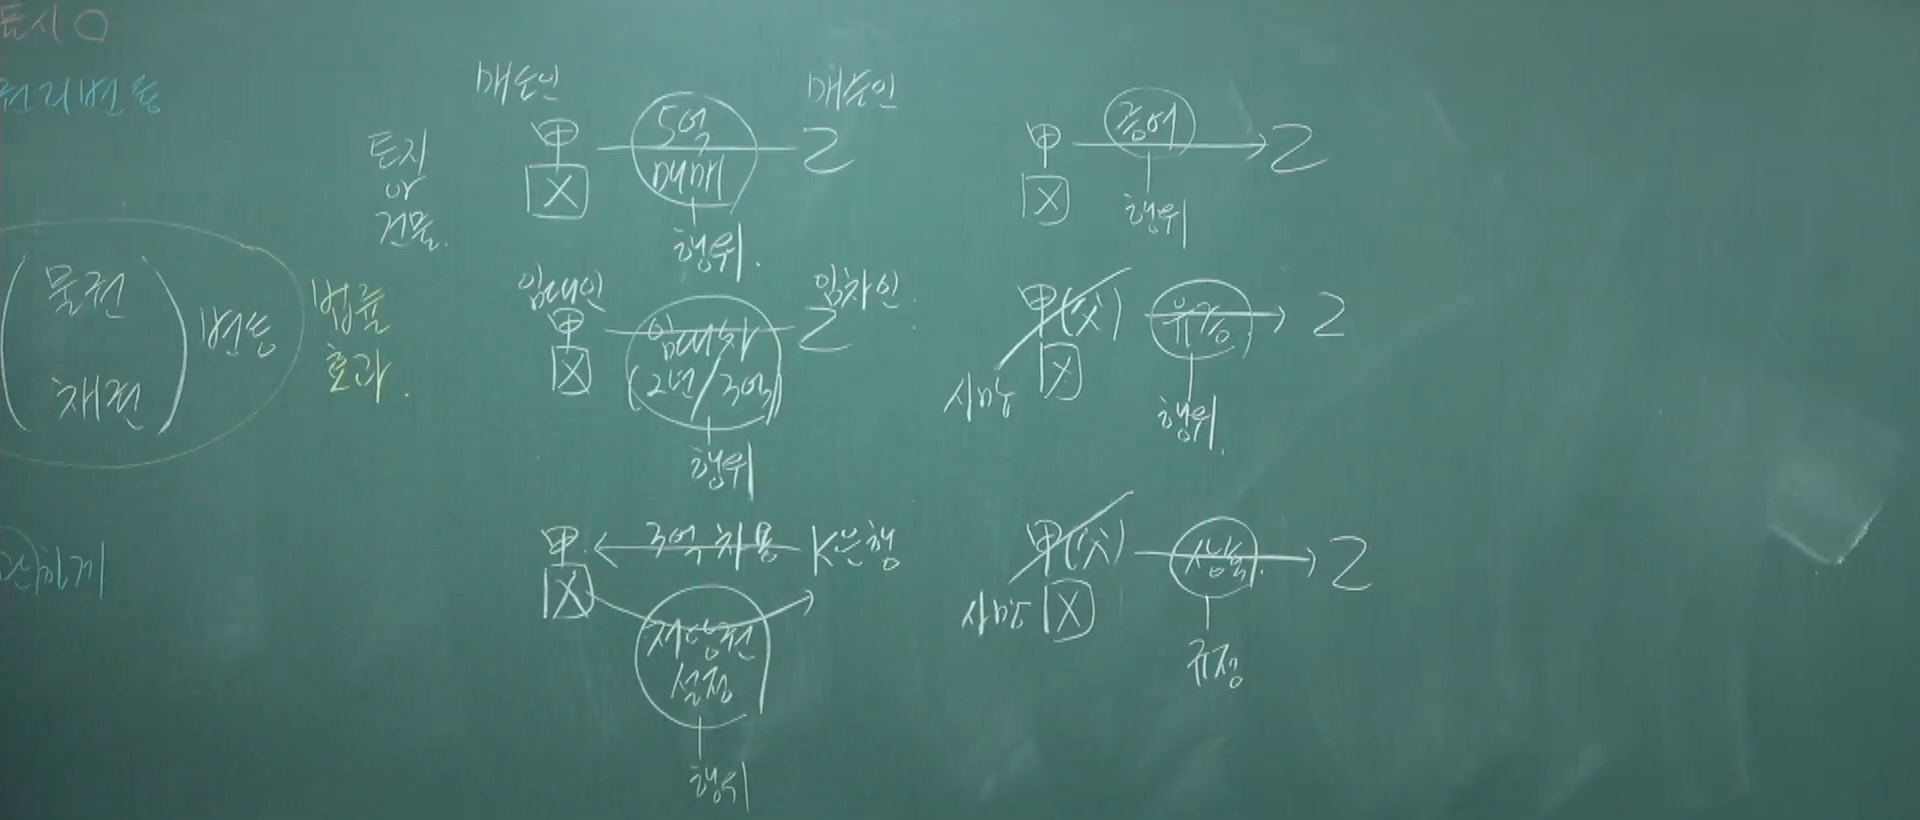 권리변동
물권
채권
변동
법률
효과.
토지
or
건물.
매도인
매수인
甲
5억
매매
乙
X
행위.
임대인
임차인
甲
임대차
(2년/3억)
乙
X
행위
甲
3억 차용
K은행
X
저당권
설정
행위
甲
증여
乙
X
행위
甲(父)
유증
乙
사망
X
행위.
甲(父)
상속
乙
사망
X
규정